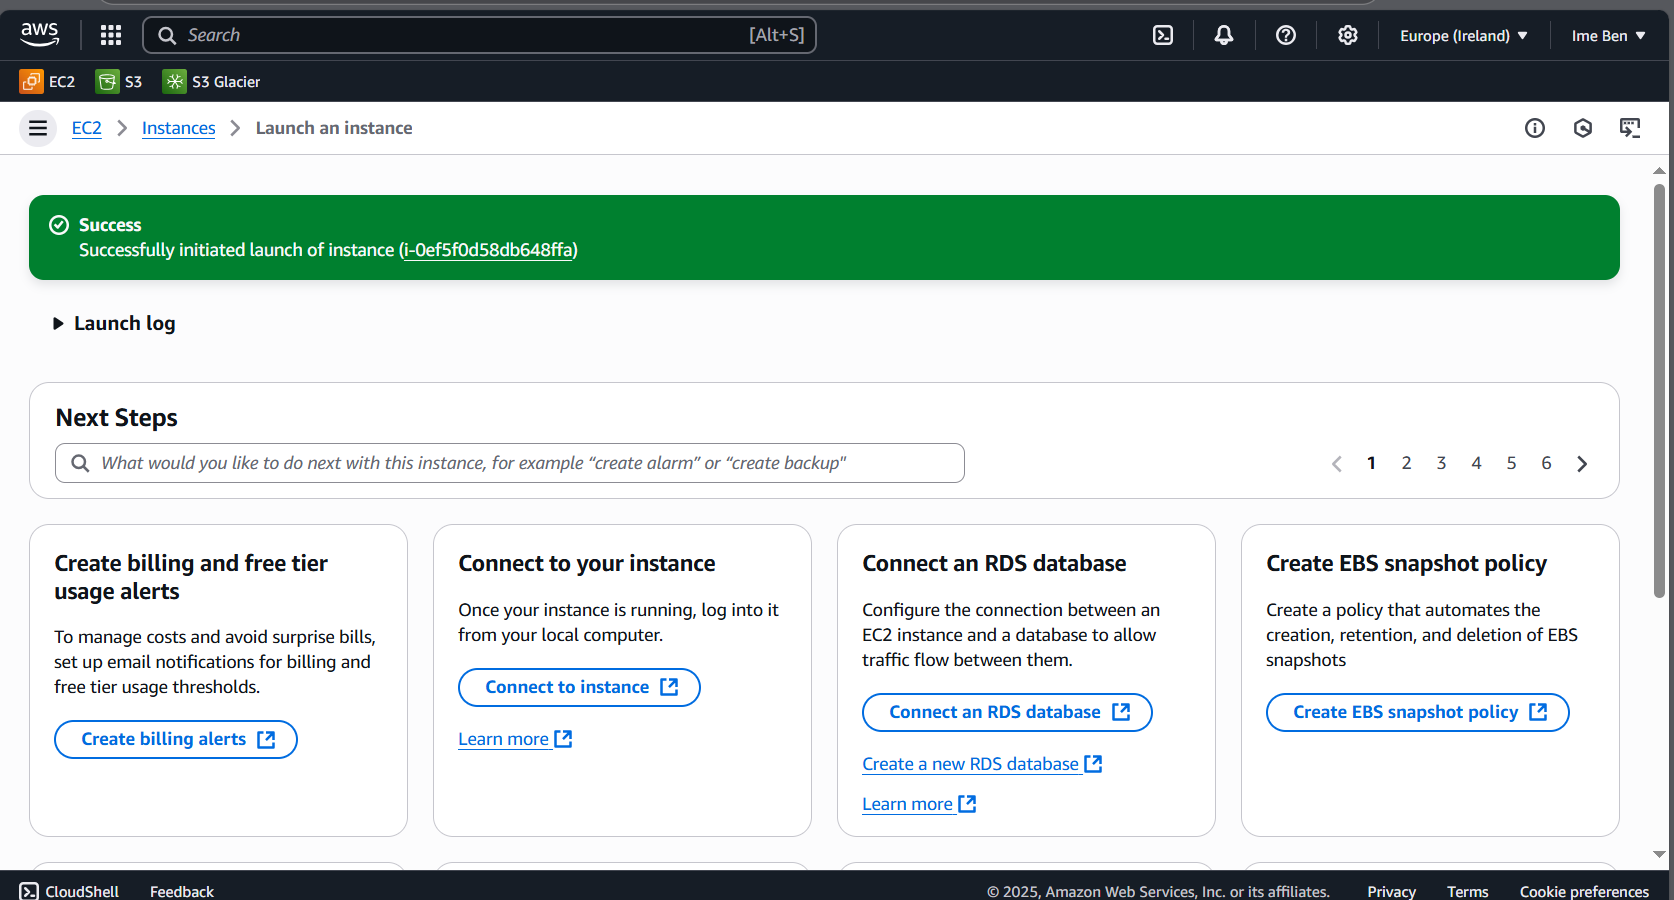 aws
Search [Alt+S]
Europe (Ireland)
Ime Ben
EC2
S3
S3 Glacier
EC2
Instances
Launch an instance
Success
Successfully initiated launch of instance (i-0ef5f0d58db648ffa)
Launch log
Next Steps
What would you like to do next with this instance, for example “create alarm” or “create backup"
1 2 3 4 5 6
Create billing and free tier
usage alerts
To manage costs and avoid surprise bills,
set up email notifications for billing and
free tier usage thresholds.
Create billing alerts
Connect to your instance
Once your instance is running, log into it
from your local computer.
Connect to instance
Learn more
Connect an RDS database
Configure the connection between an
EC2 instance and a database to allow
traffic flow between them.
Connect an RDS database
Create a new RDS database
Learn more
Create EBS snapshot policy
Create a policy that automates the
creation, retention, and deletion of EBS
snapshots
Create EBS snapshot policy
CloudShell
Feedback
© 2025, Amazon Web Services, Inc. or its affiliates.
Privacy
Terms
Cookie preferences